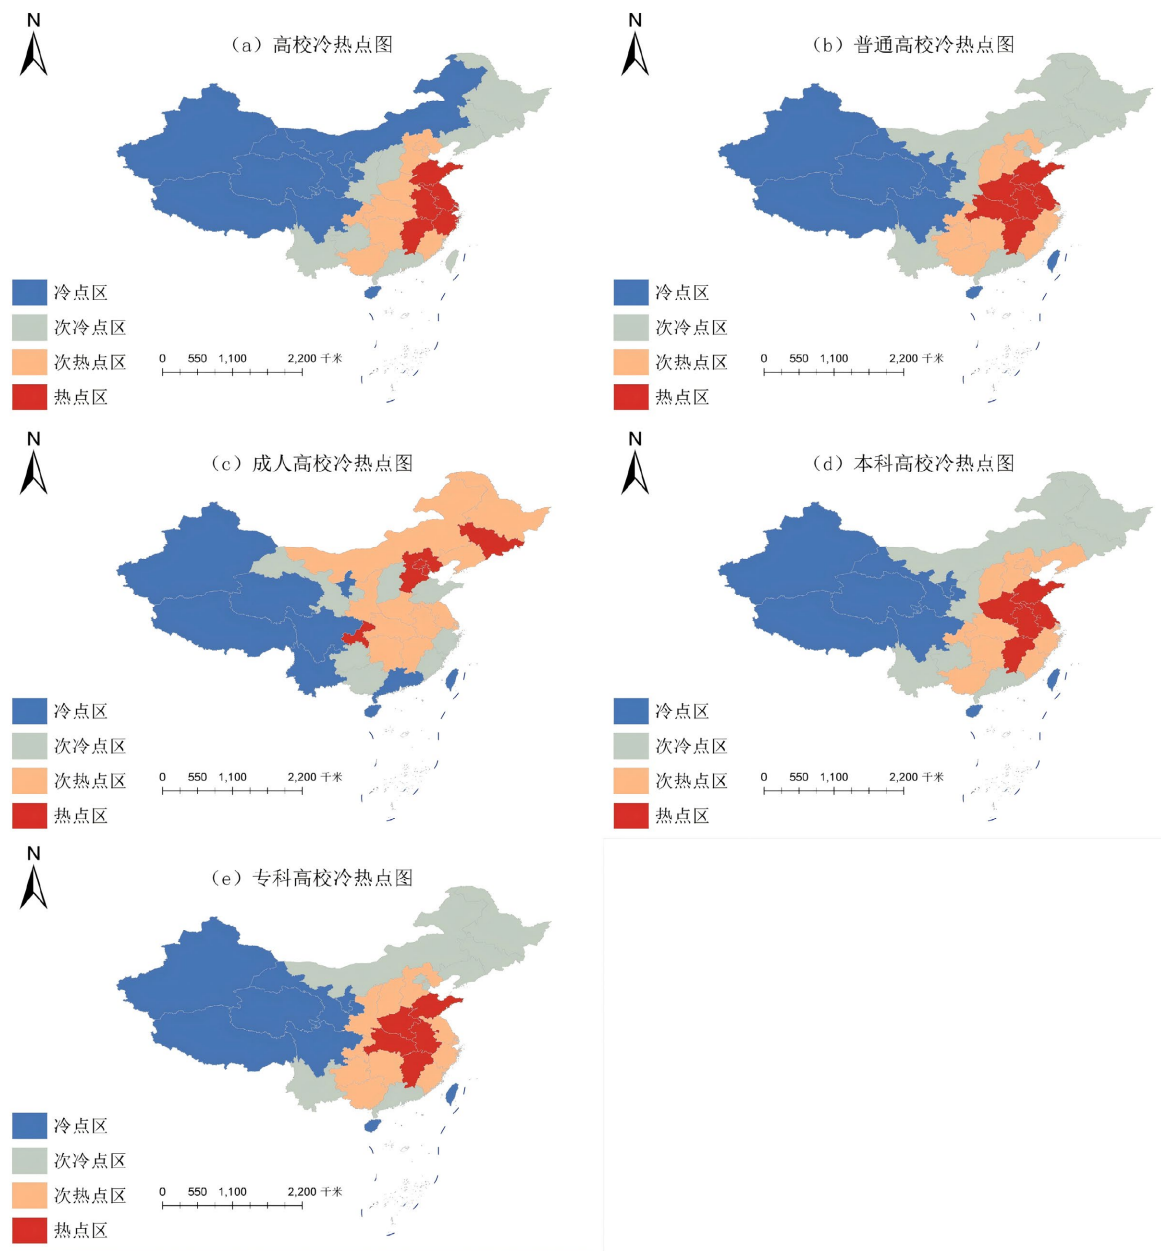 N
(a) 高校冷热点图
冷点区
次冷点区
次热点区
热点区
0 550 1,100 2,200 千米
N
(b) 普通高校冷热点图
冷点区
次冷点区
次热点区
热点区
0 550 1,100 2,200 千米
N
(c) 成人高校冷热点图
冷点区
次冷点区
次热点区
热点区
0 550 1,100 2,200 千米
N
(d) 本科高校冷热点图
冷点区
次冷点区
次热点区
热点区
0 550 1,100 2,200 千米
N
(e) 专科高校冷热点图
冷点区
次冷点区
次热点区
热点区
0 550 1,100 2,200 千米